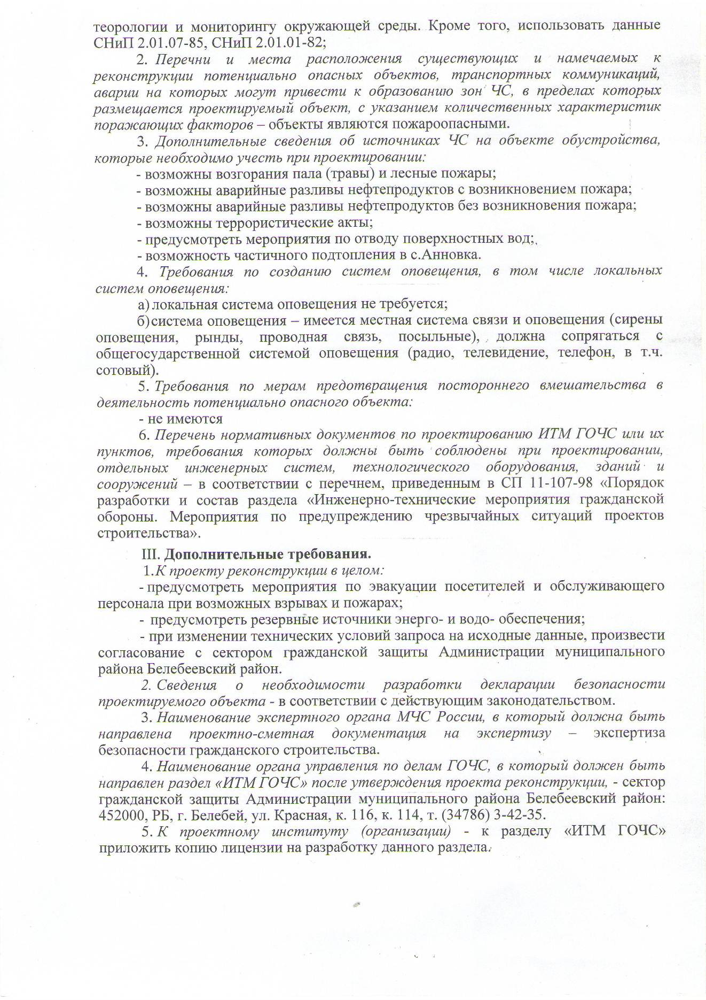 теорологии и мониторингу окружающей среды. Кроме того, использовать данные
СНиП 2.01.07-85, СНиП 2.01.01-82;
2. Перечни и места расположения существующих и намечаемых к
реконструкции потенциально опасных объектов, транспортных коммуникаций,
аварии на которых могут привести к образованию зон ЧС, в пределах которых
размещается проектируемый объект, с указанием количественных характеристик
поражающих факторов – объекты являются пожароопасными.
3. Дополнительные сведения об источниках ЧС на объекте обустройства,
которые необходимо учесть при проектировании:
- возможны возгорания пала (травы) и лесные пожары;
- возможны аварийные разливы нефтепродуктов с возникновением пожара;
- возможны аварийные разливы нефтепродуктов без возникновения пожара;
- возможны террористические акты;
- предусмотреть мероприятия по отводу поверхностных вод;
- возможность частичного подтопления в с.Анновка.
4. Требования по созданию систем оповещения, в том числе локальных
систем оповещения:
а) локальная система оповещения не требуется;
б) система оповещения – имеется местная система связи и оповещения (сирены
оповещения, рынды, проводная связь, посыльные), должна сопрягаться с
общегосударственной системой оповещения (радио, телевидение, телефон, в т.ч.
сотовый).
5. Требования по мерам предотвращения постороннего вмешательства в
деятельность потенциально опасного объекта:
- не имеются
6. Перечень нормативных документов по проектированию ИТМ ГОЧС или их
пунктов, требования которых должны быть соблюдены при проектировании,
отдельных инженерных систем, технологического оборудования, зданий и
сооружений – в соответствии с перечнем, приведенным в СП 11-107-98 «Порядок
разработки и состав раздела «Инженерно-технические мероприятия гражданской
обороны. Мероприятия по предупреждению чрезвычайных ситуаций проектов
строительства».
III. Дополнительные требования.
1.К проекту реконструкции в целом:
- предусмотреть мероприятия по эвакуации посетителей и обслуживающего
персонала при возможных взрывах и пожарах;
- предусмотреть резервные источники энерго- и водо- обеспечения;
- при изменении технических условий запроса на исходные данные, произвести
согласование с сектором гражданской защиты Администрации муниципального
района Белебеевский район.
2. Сведения о необходимости разработки декларации безопасности
проектируемого объекта - в соответствии с действующим законодательством.
3. Наименование экспертного органа МЧС России, в который должна быть
направлена проектно-сметная документация на экспертизу – экспертиза
безопасности гражданского строительства.
4. Наименование органа управления по делам ГОЧС, в который должен быть
направлен раздел «ИТМ ГОЧС» после утверждения проекта реконструкции, - сектор
гражданской защиты Администрации муниципального района Белебеевский район:
452000, РБ, г. Белебей, ул. Красная, к. 116, к. 114, т. (34786) 3-42-35.
5. К проектному институту (организации) - к разделу «ИТМ ГОЧС»
приложить копию лицензии на разработку данного раздела.